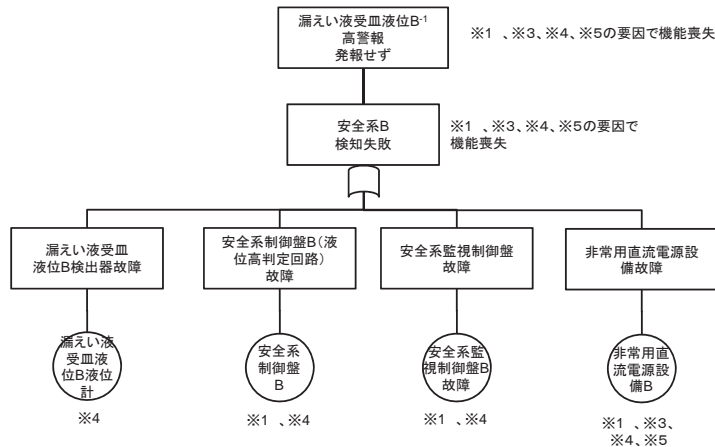 漏えい液受皿液位B-1
高警報
発報せず
※1 、※3、※4、※5の要因で機能喪失
安全系B
検知失敗
※1 、※3、※4、※5の要因で
機能喪失
漏えい液受皿
液位B検出器故障
安全系制御盤B（液
位高判定回路）
故障
安全系監視制御盤
故障
非常用直流電源設
備故障
漏えい液
受皿液
位B液位
計
安全系
制御盤
B
安全系監
視制御盤B
故障
非常用直
流電源設
備B
※4
※1 、※4
※1 、※4
※1 、※3、
※4、※5